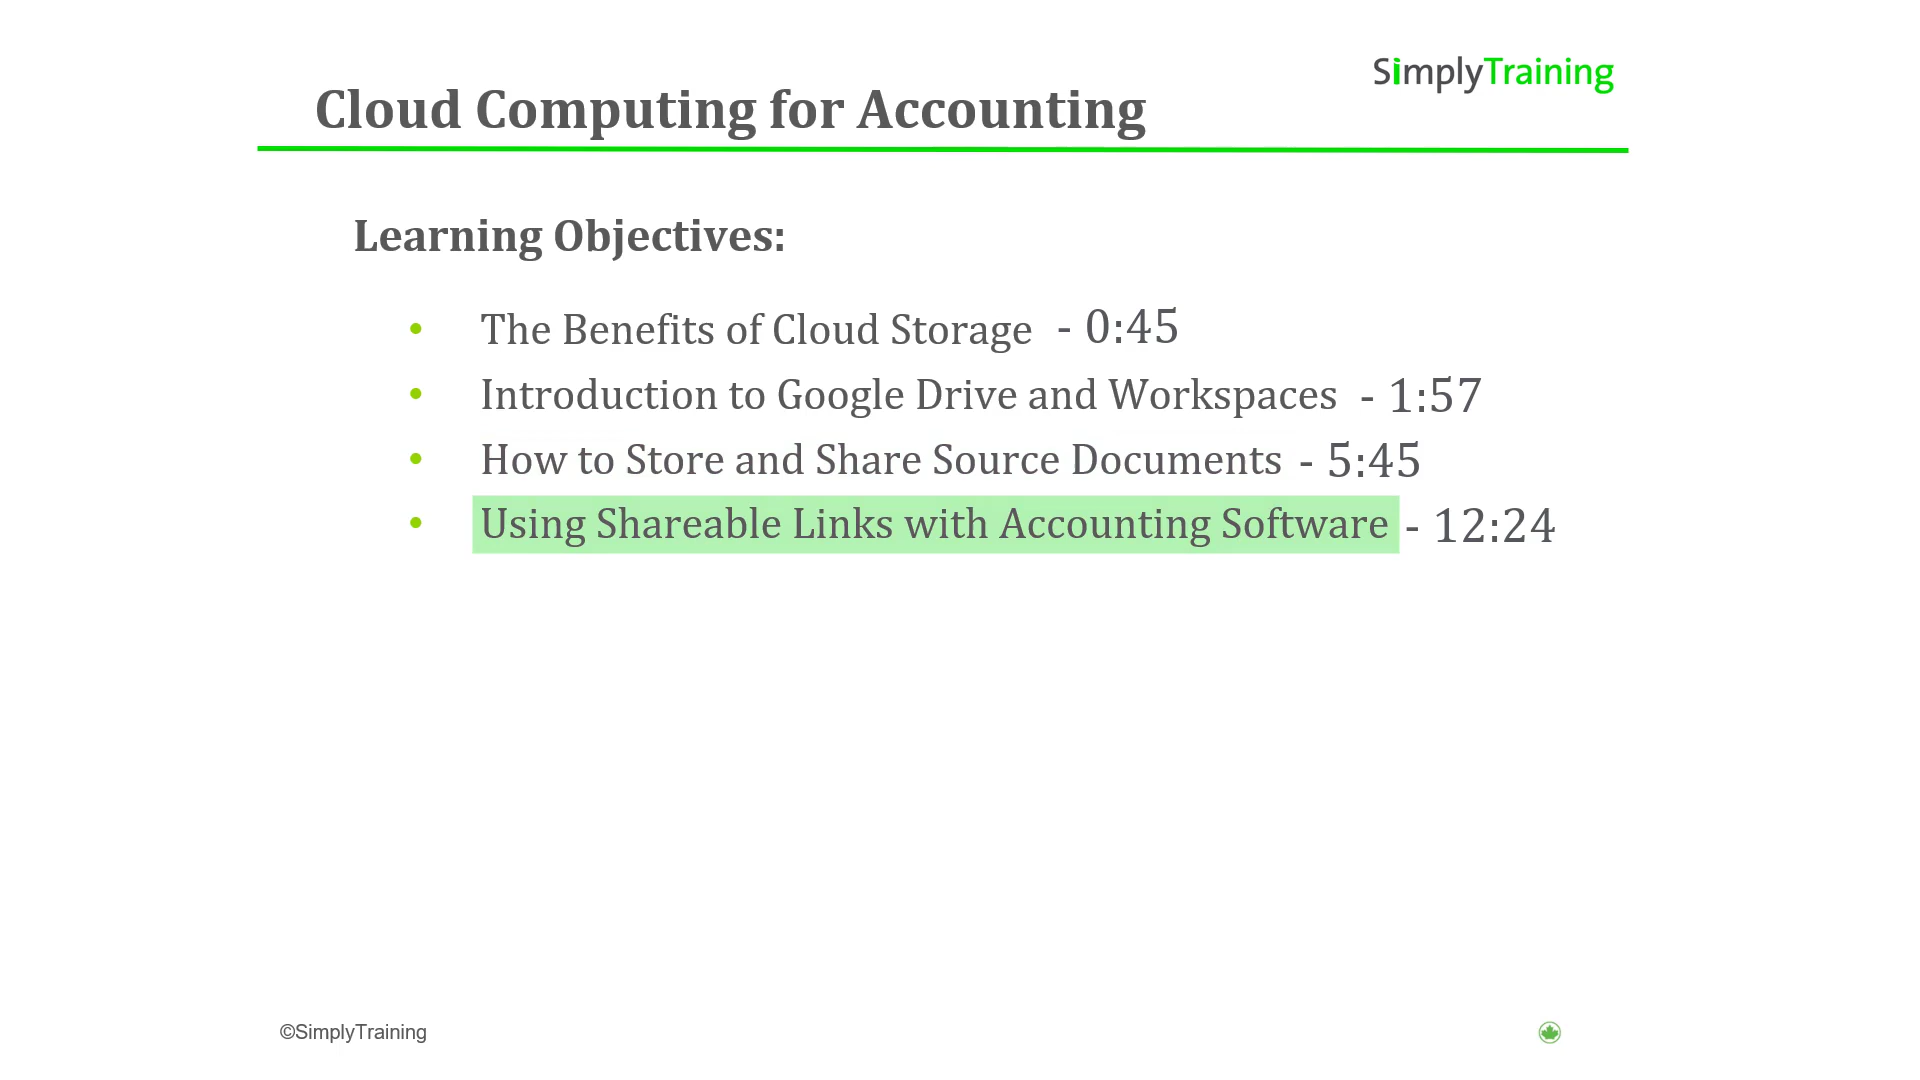 SimplyTraining
Cloud Computing for Accounting
Learning Objectives:
• The Benefits of Cloud Storage - 0:45
• Introduction to Google Drive and Workspaces - 1:57
• How to Store and Share Source Documents - 5:45
• Using Shareable Links with Accounting Software - 12:24
©SimplyTraining